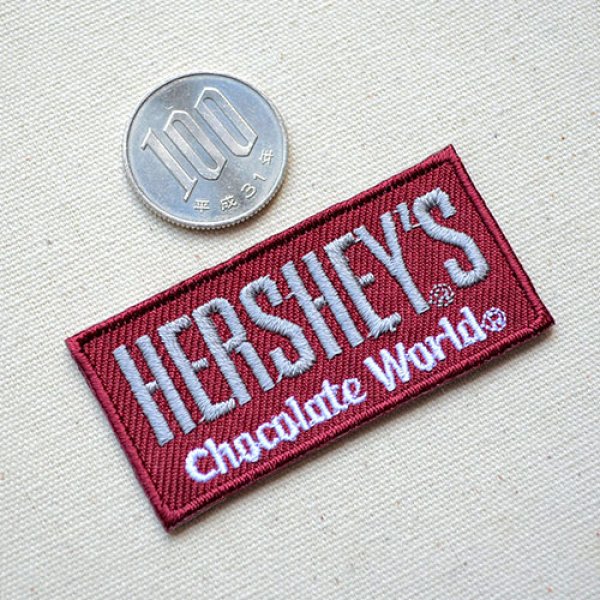 100
平成31年
HERSHEY'S®
Chocolate World®